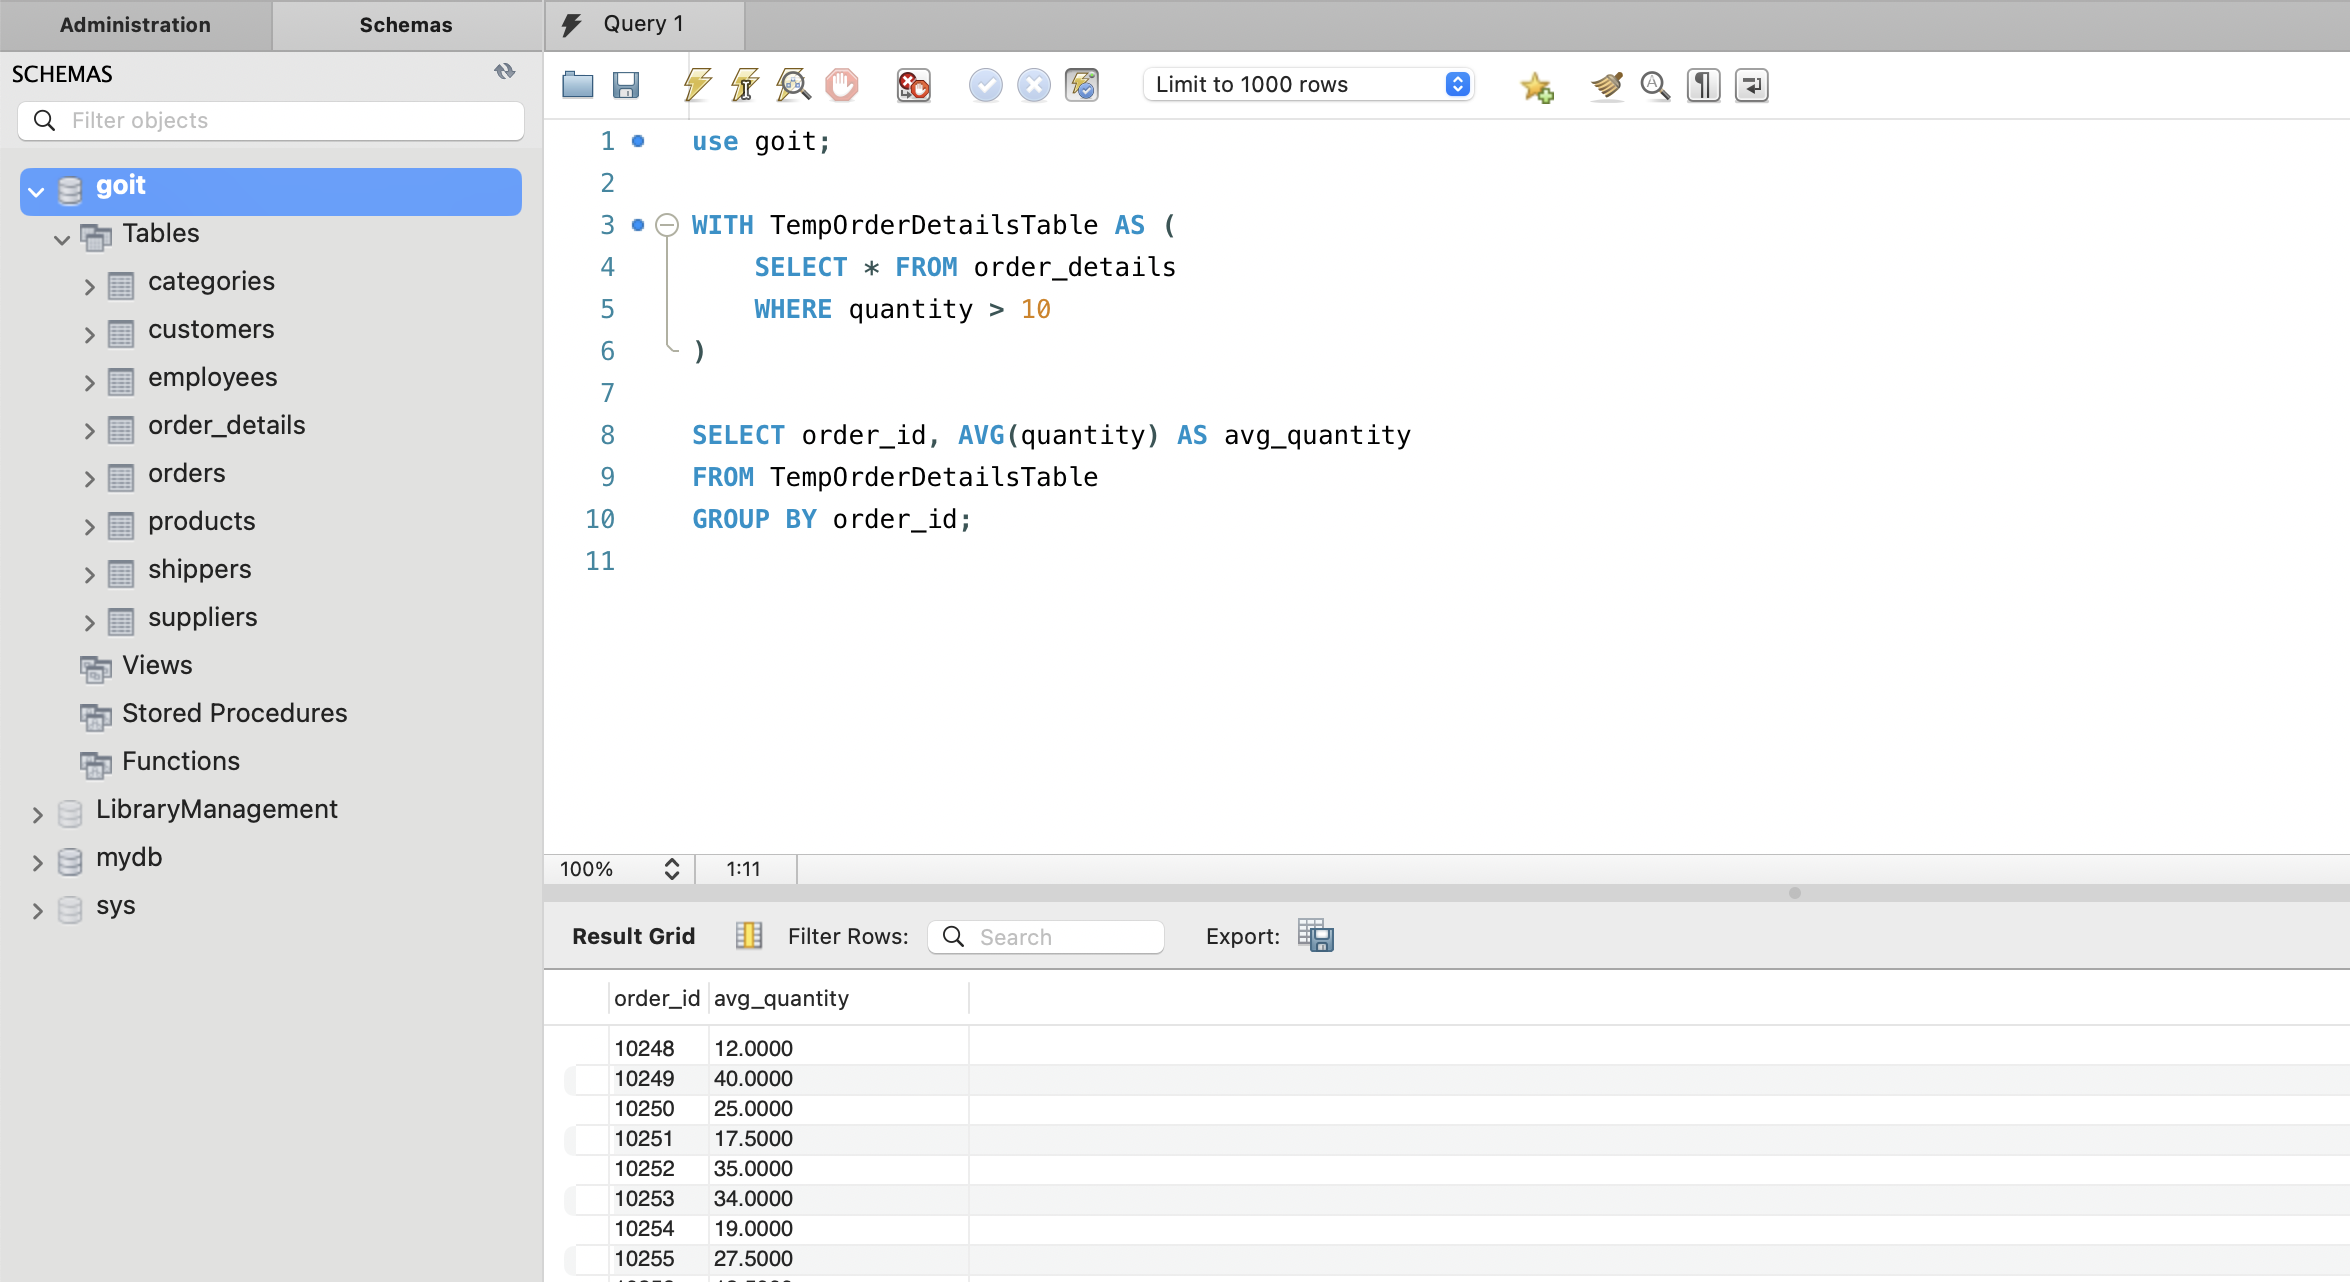 Administration
Schemas
SCHEMAS
Filter objects
goit
Tables
categories
customers
employees
order_details
orders
products
shippers
suppliers
Views
Stored Procedures
Functions
LibraryManagement
mydb
sys
Query 1
Limit to 1000 rows
1 use goit;
2
3 WITH TempOrderDetailsTable AS (
4 SELECT * FROM order_details
5 WHERE quantity > 10
6 )
7
8 SELECT order_id, AVG(quantity) AS avg_quantity
9 FROM TempOrderDetailsTable
10 GROUP BY order_id;
11
100% 1:11
Result Grid Filter Rows: Search Export:
order_id avg_quantity
10248 12.0000
10249 40.0000
10250 25.0000
10251 17.5000
10252 35.0000
10253 34.0000
10254 19.0000
10255 27.5000